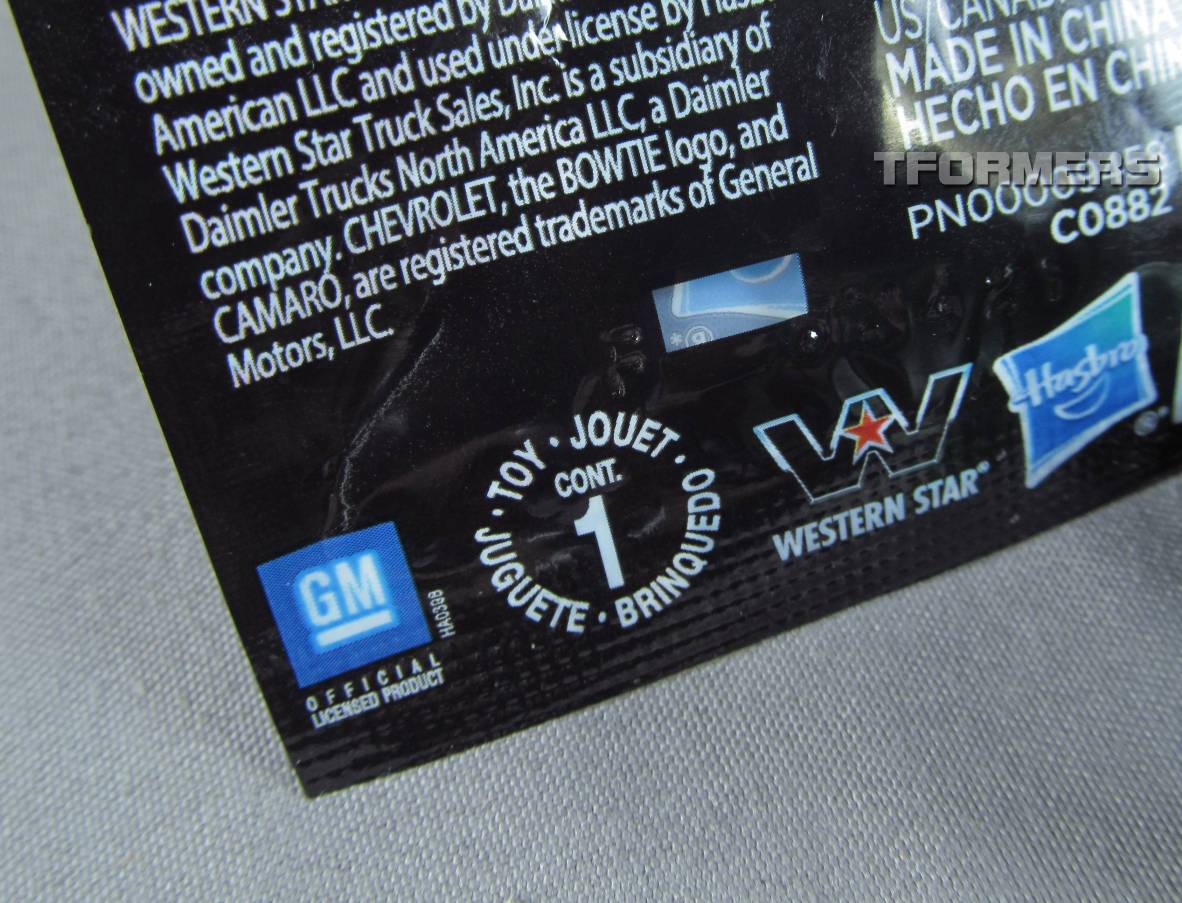 WESTERN STAR
owned and registered by
American LLC and used under license by
Western Star Truck Sales, Inc. is a subsidiary of
Daimler Trucks North America LLC, a Daimler
company. CHEVROLET, the BOWTIE logo, and
CAMARO, are registered trademarks of General
Motors, LLC.
MADE IN CHINA
HECHO EN
TFORMERS
C0882
Hasbro
®
WESTERN STAR®
TOY · JOUET · BRINQUEDO · JUGUETE ·
CONT.
1
GM
HA0398
OFFICIAL
LICENSED PRODUCT